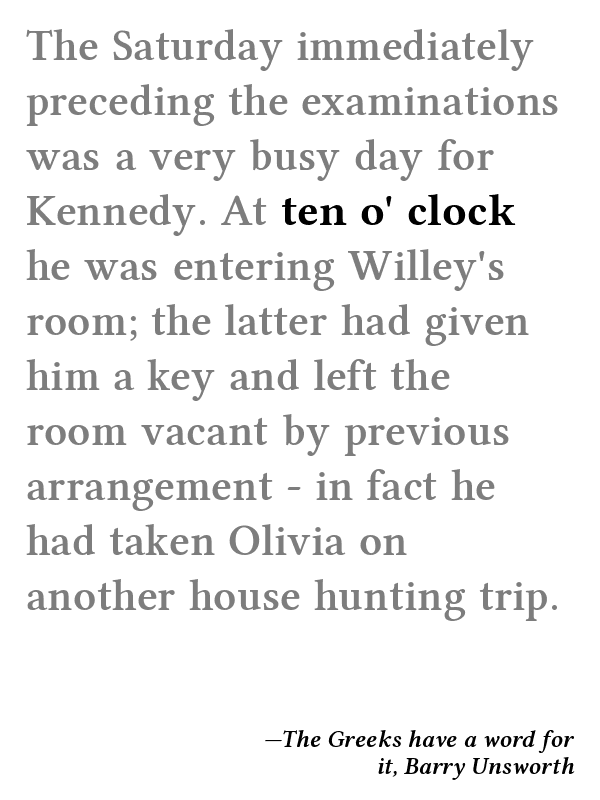 The Saturday immediately
preceding the examinations
was a very busy day for
Kennedy. At ten o' clock
he was entering Willey's
room; the latter had given
him a key and left the
room vacant by previous
arrangement - in fact he
had taken Olivia on
another house hunting trip.
—The Greeks have a word for
it, Barry Unsworth